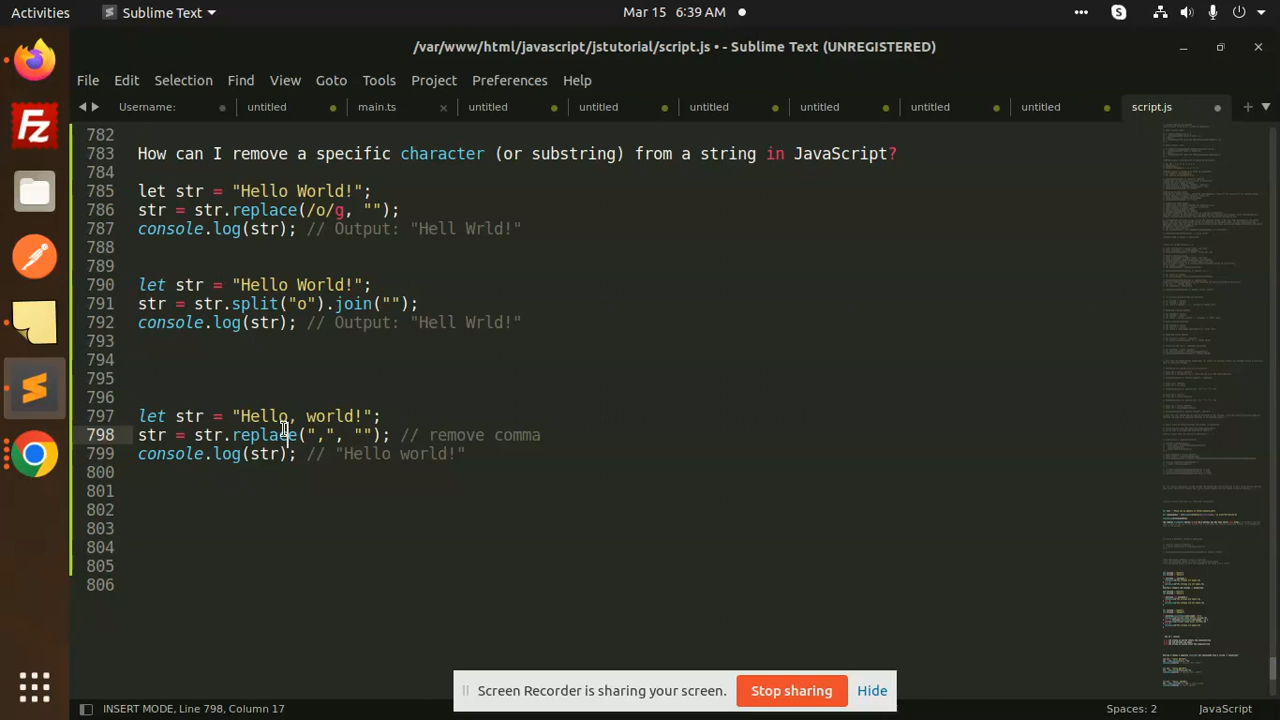 Activities Sublime Text Mar 15 6:39 AM
/var/www/html/javascript/jstutorial/script.js • - Sublime Text (UNREGISTERED)
File Edit Selection Find View Goto Tools Project Preferences Help
Username: untitled main.ts untitled untitled untitled untitled untitled untitled script.js
782
783 How can I remove a specific character (or substring) from a string in JavaScript?
784
785 let str = "Hello World!";
786 str = str.replace(/o/g, "");
787 console.log(str); // Output: "Hell Wrld!"
788
789
790 let str = "Hello World!";
791 str = str.split("o").join("");
792 console.log(str); // Output: "Hell Wrld!"
793
794
795
796
797 let str = "Hello, world!";
798 str = str.replace(",", ""); // remove comma
799 console.log(str); // "Hello world!"
800
801
802
803
804
805
806
Screen Recorder is sharing your screen. Stop sharing Hide
INSERT MODE, Line 798, Column 17 Spaces: 2 JavaScript